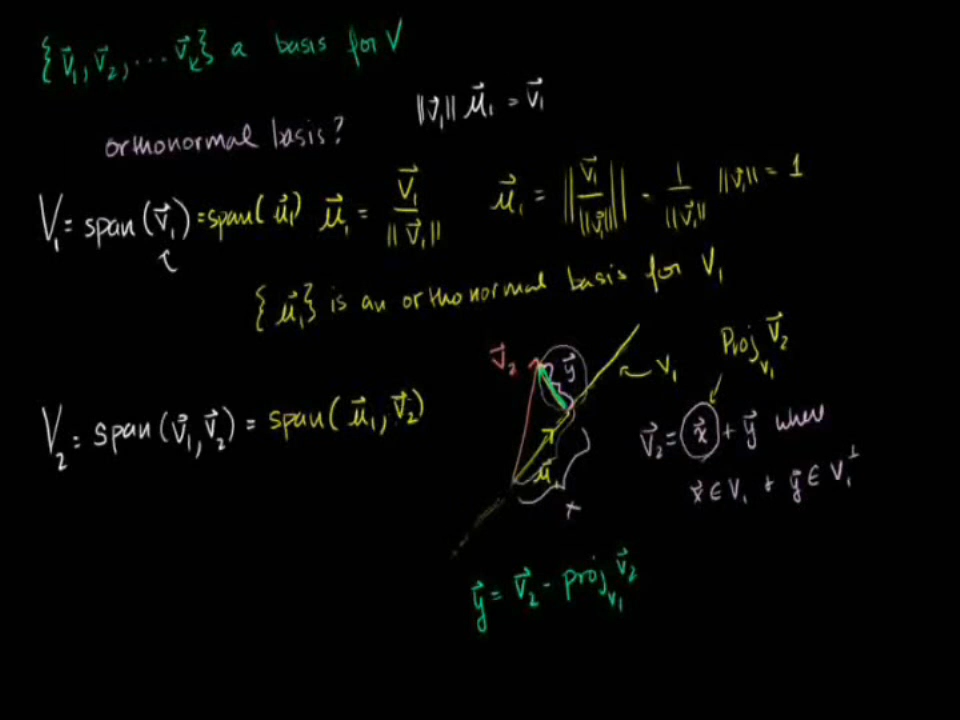 {v⃗₁, v⃗₂, ... v⃗ₖ} a basis for V
orthonormal basis? ||v⃗₁|| u⃗₁ = v⃗₁
V₁ = span(v⃗₁) = span(u⃗₁) u⃗₁ = v⃗₁ / ||v⃗₁|| u⃗₁ = || v⃗₁ / ||v⃗₁|| || = 1 / ||v⃗₁|| ||v⃗₁|| = 1
{u⃗₁} is an orthonormal basis for V₁
v⃗₂ y⃗ V₁ Proj_V₁ v⃗₂
V₂ = span(v⃗₁, v⃗₂) = span(u⃗₁, v⃗₂)
v⃗₂ = x⃗ + y⃗ where
u⃗₁
x⃗ ∈ V₁ + y⃗ ∈ V₁^⊥
x
y⃗ = v⃗₂ - proj_V₁ v⃗₂